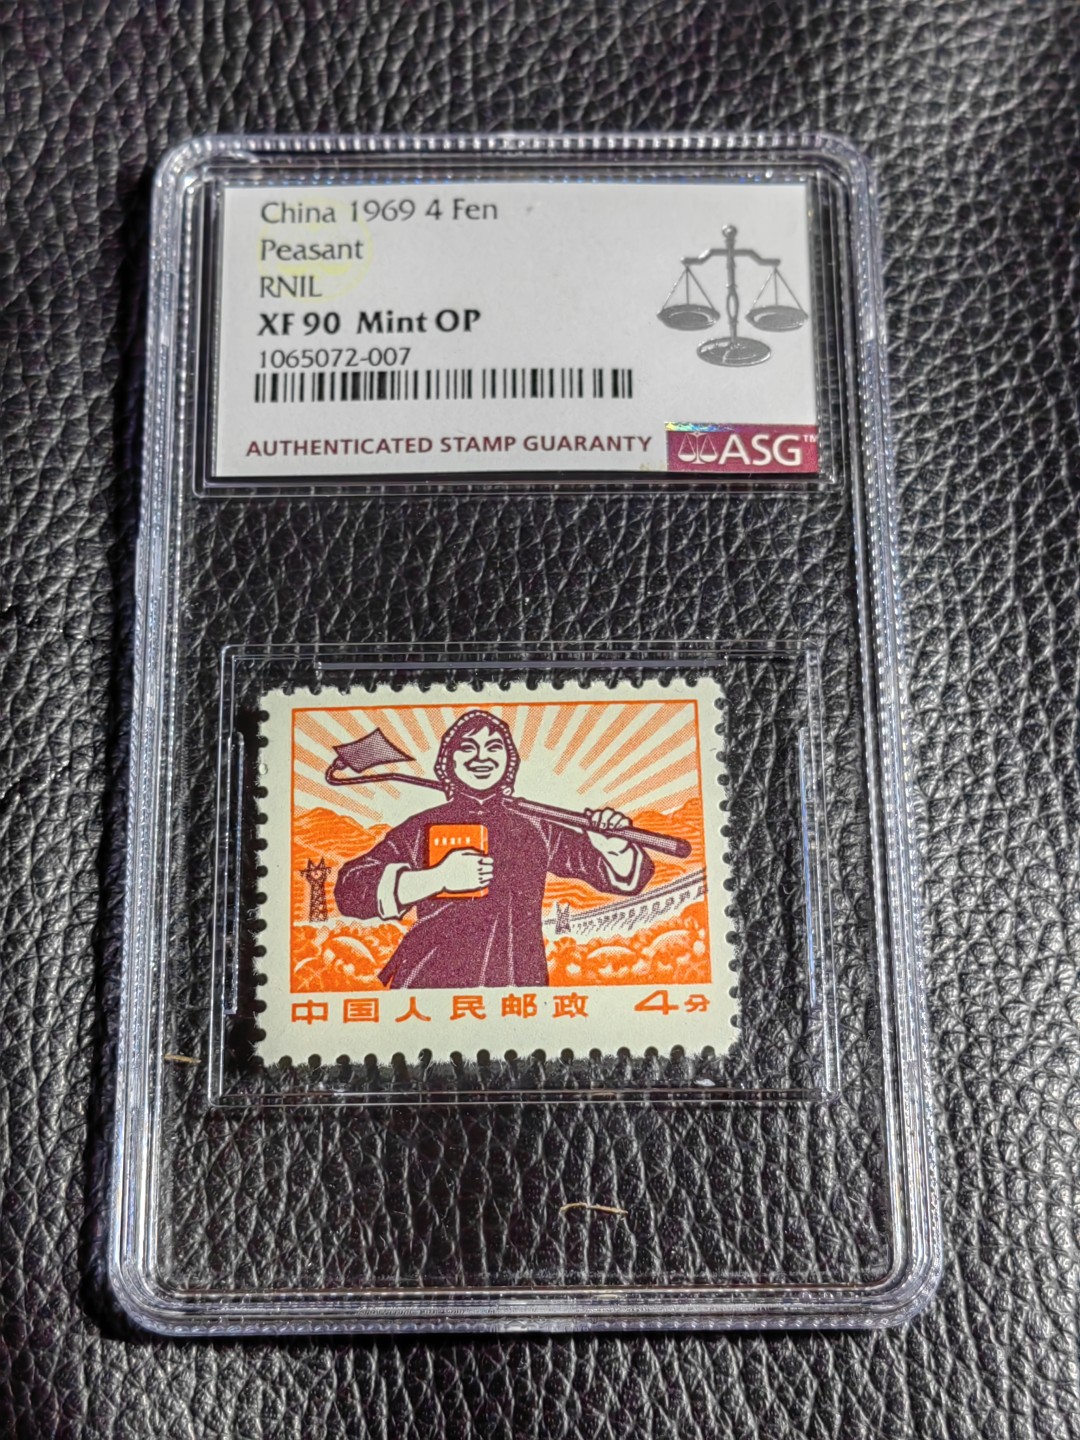 China 1969 4 Fen
Peasant
RNIL
XF 90 Mint OP
1065072-007
AUTHENTICATED STAMP GUARANTY
ASG™
中国人民邮政 4分